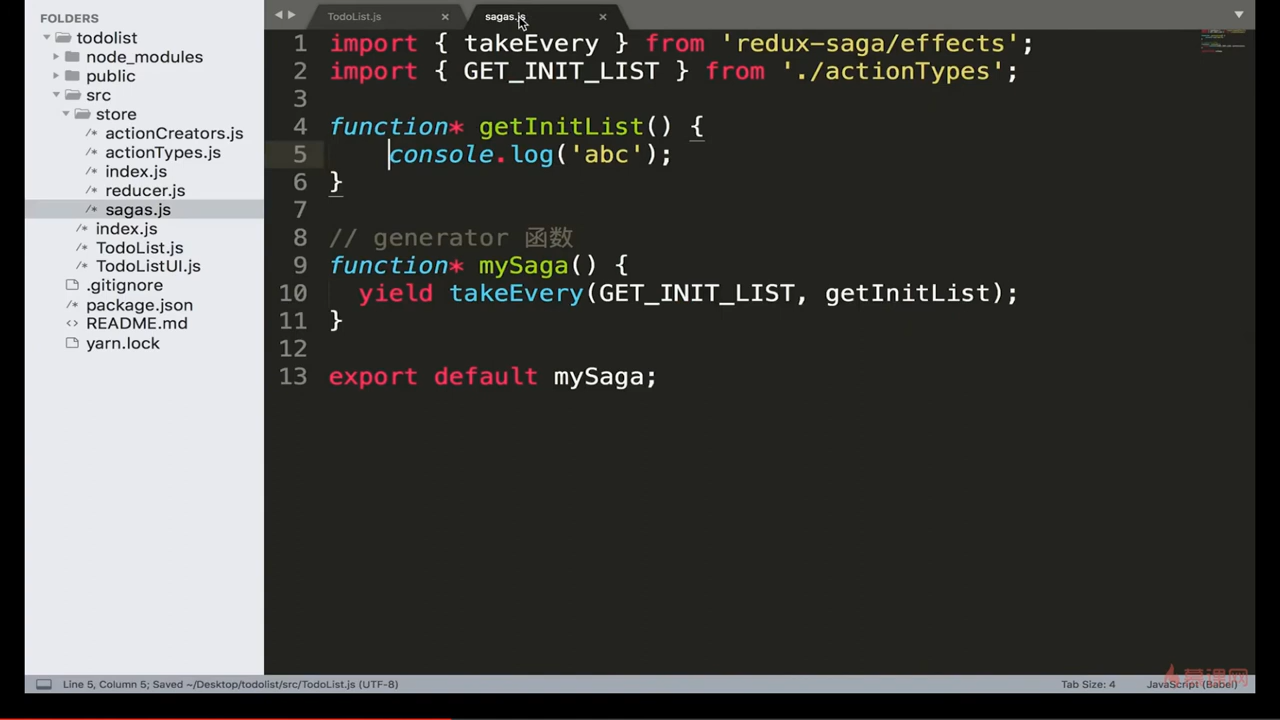 FOLDERS
todolist
node_modules
public
src
store
actionCreators.js
actionTypes.js
index.js
reducer.js
sagas.js
index.js
TodoList.js
TodoListUI.js
.gitignore
package.json
README.md
yarn.lock
TodoList.js
sagas.js
1 import { takeEvery } from 'redux-saga/effects';
2 import { GET_INIT_LIST } from './actionTypes';
3
4 function* getInitList() {
5 console.log('abc');
6 }
7
8 // generator 函数
9 function* mySaga() {
10 yield takeEvery(GET_INIT_LIST, getInitList);
11 }
12
13 export default mySaga;
慕课网
Line 5, Column 5; Saved ~/Desktop/todolist/src/TodoList.js (UTF-8)
Tab Size: 4
JavaScript (Babel)